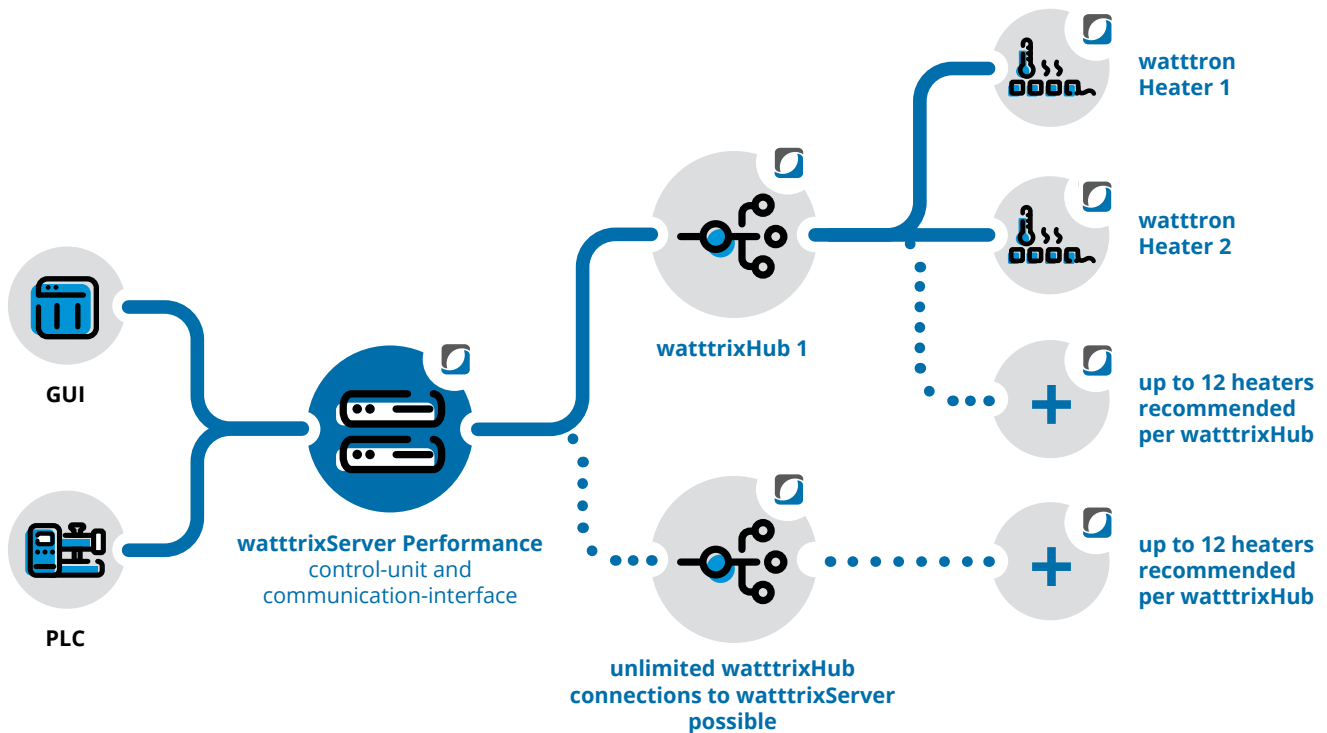 GUI
PLC
watttrixServer Performance
control-unit and
communication-interface
watttrixHub 1
unlimited watttrixHub
connections to watttrixServer
possible
watttron
Heater 1
watttron
Heater 2
up to 12 heaters
recommended
per watttrixHub
up to 12 heaters
recommended
per watttrixHub